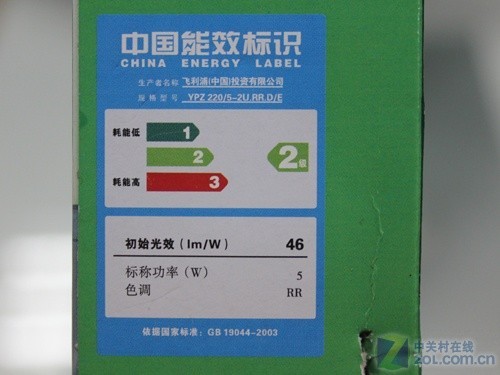 中国能效标识
CHINA ENERGY LABEL
生产者名称 飞利浦(中国)投资有限公司
规格型号 YPZ 220/5-2U.RR.D/E
耗能低 1
2
2级
耗能高 3
初始光效(lm/W) 46
标称功率(W) 5
色调 RR
依据国家标准: GB 19044-2003
中关村在线
zol.com.cn